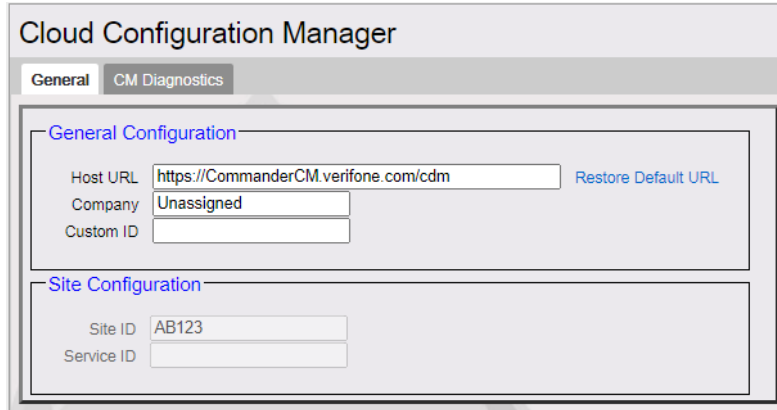 Cloud Configuration Manager
General CM Diagnostics
General Configuration
Host URL https://CommanderCM.verifone.com/cdm Restore Default URL
Company Unassigned
Custom ID
Site Configuration
Site ID AB123
Service ID